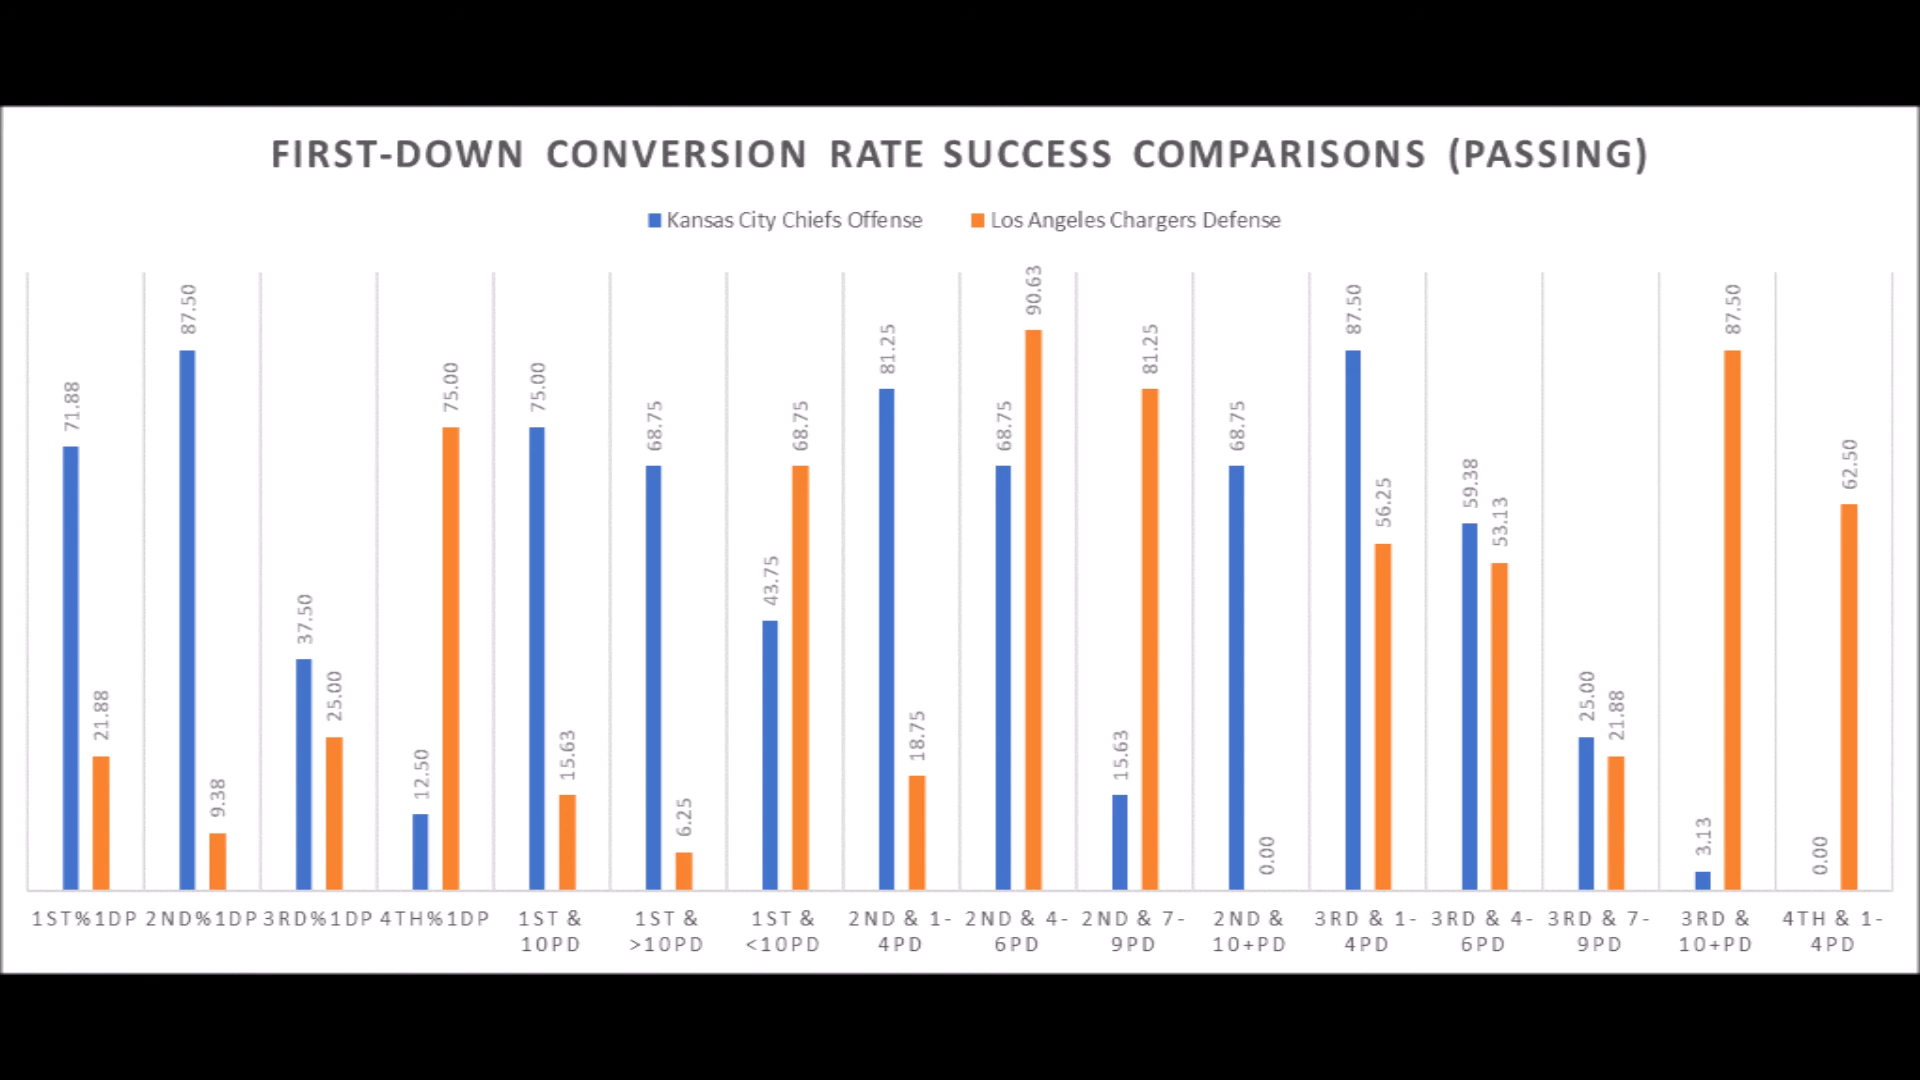 FIRST-DOWN CONVERSION RATE SUCCESS COMPARISONS (PASSING)
Kansas City Chiefs Offense
Los Angeles Chargers Defense
71.88
21.88
87.50
9.38
37.50
25.00
12.50
75.00
75.00
15.63
68.75
6.25
43.75
68.75
81.25
18.75
68.75
90.63
15.63
81.25
68.75
0.00
87.50
56.25
59.38
53.13
25.00
21.88
3.13
87.50
0.00
62.50
1ST%1DP
2ND%1DP
3RD%1DP
4TH%1DP
1ST &
10PD
1ST &
>10PD
1ST &
<10PD
2ND & 1-
4PD
2ND & 4-
6PD
2ND & 7-
9PD
2ND &
10+PD
3RD & 1-
4PD
3RD & 4-
6PD
3RD & 7-
9PD
3RD &
10+PD
4TH & 1-
4PD